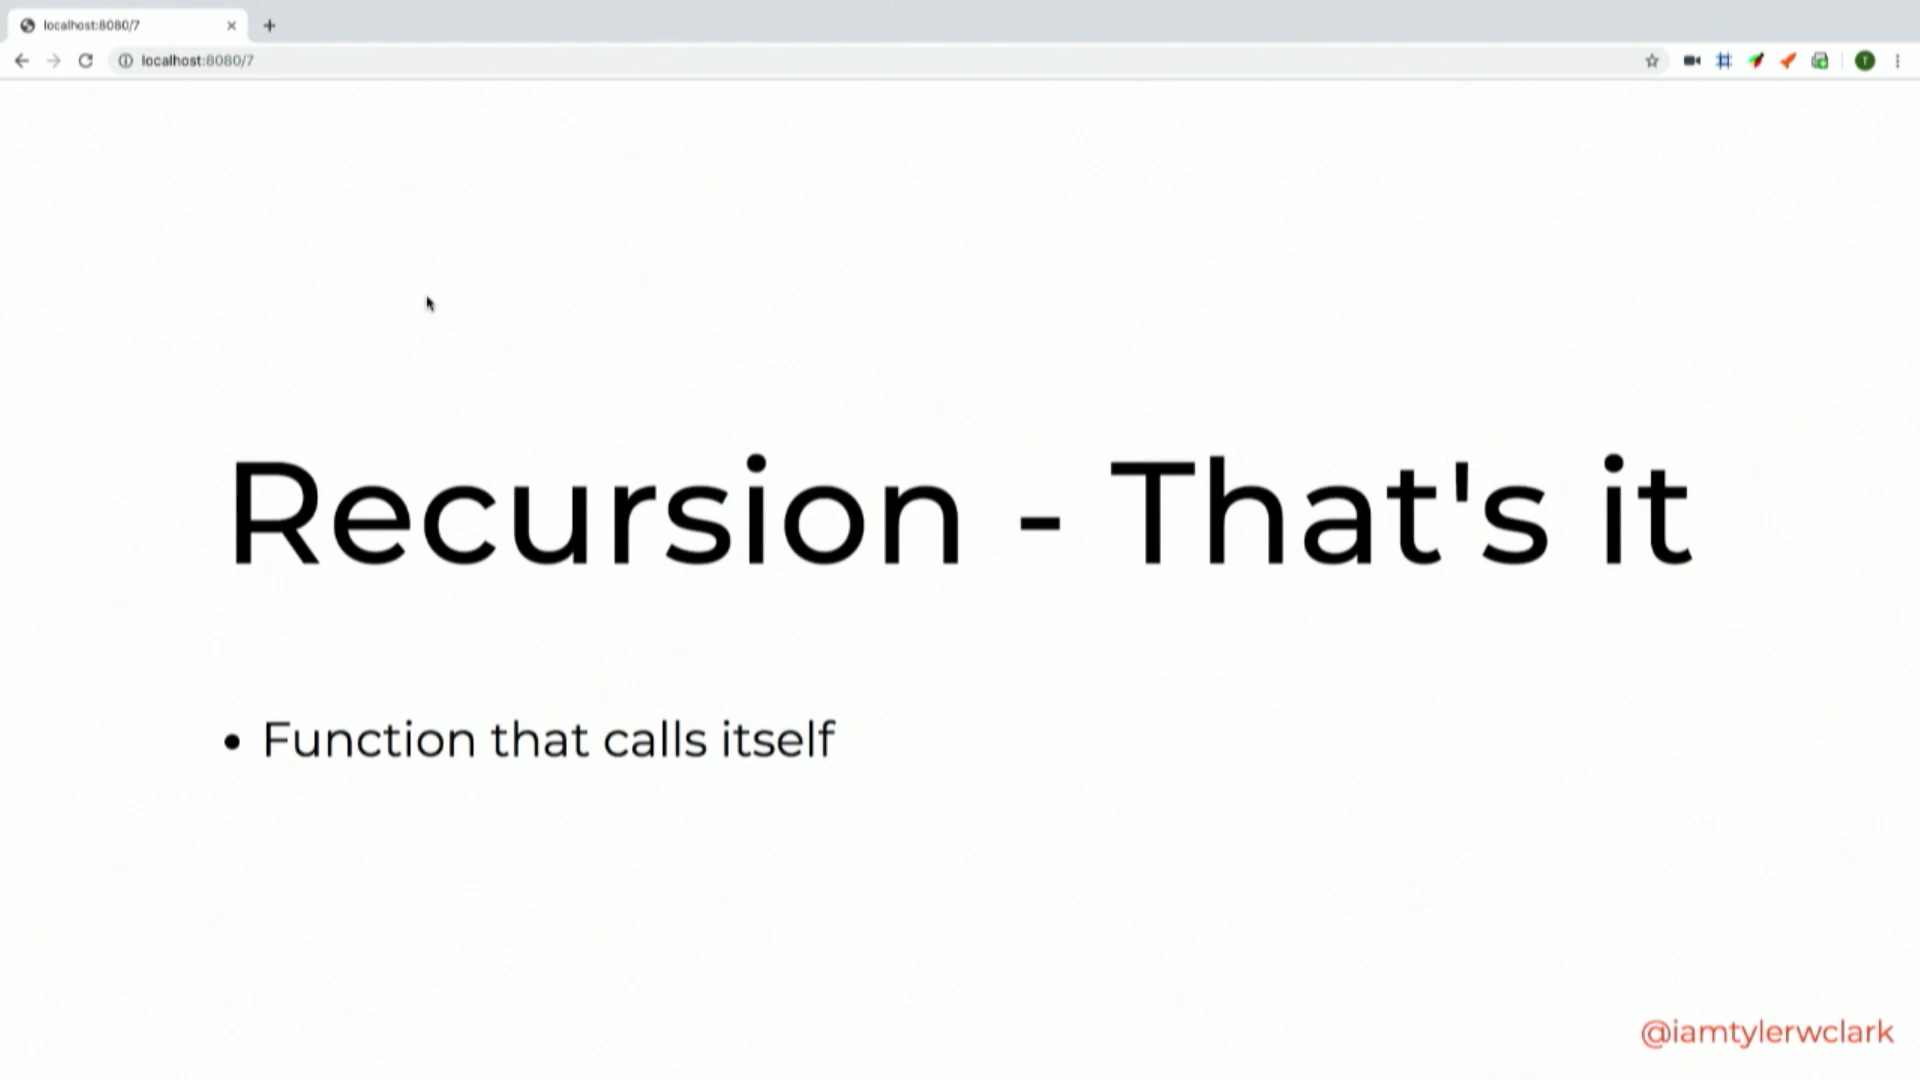 localhost:8080/7
localhost:8080/7
Recursion - That's it
• Function that calls itself
@iamtylerwclark